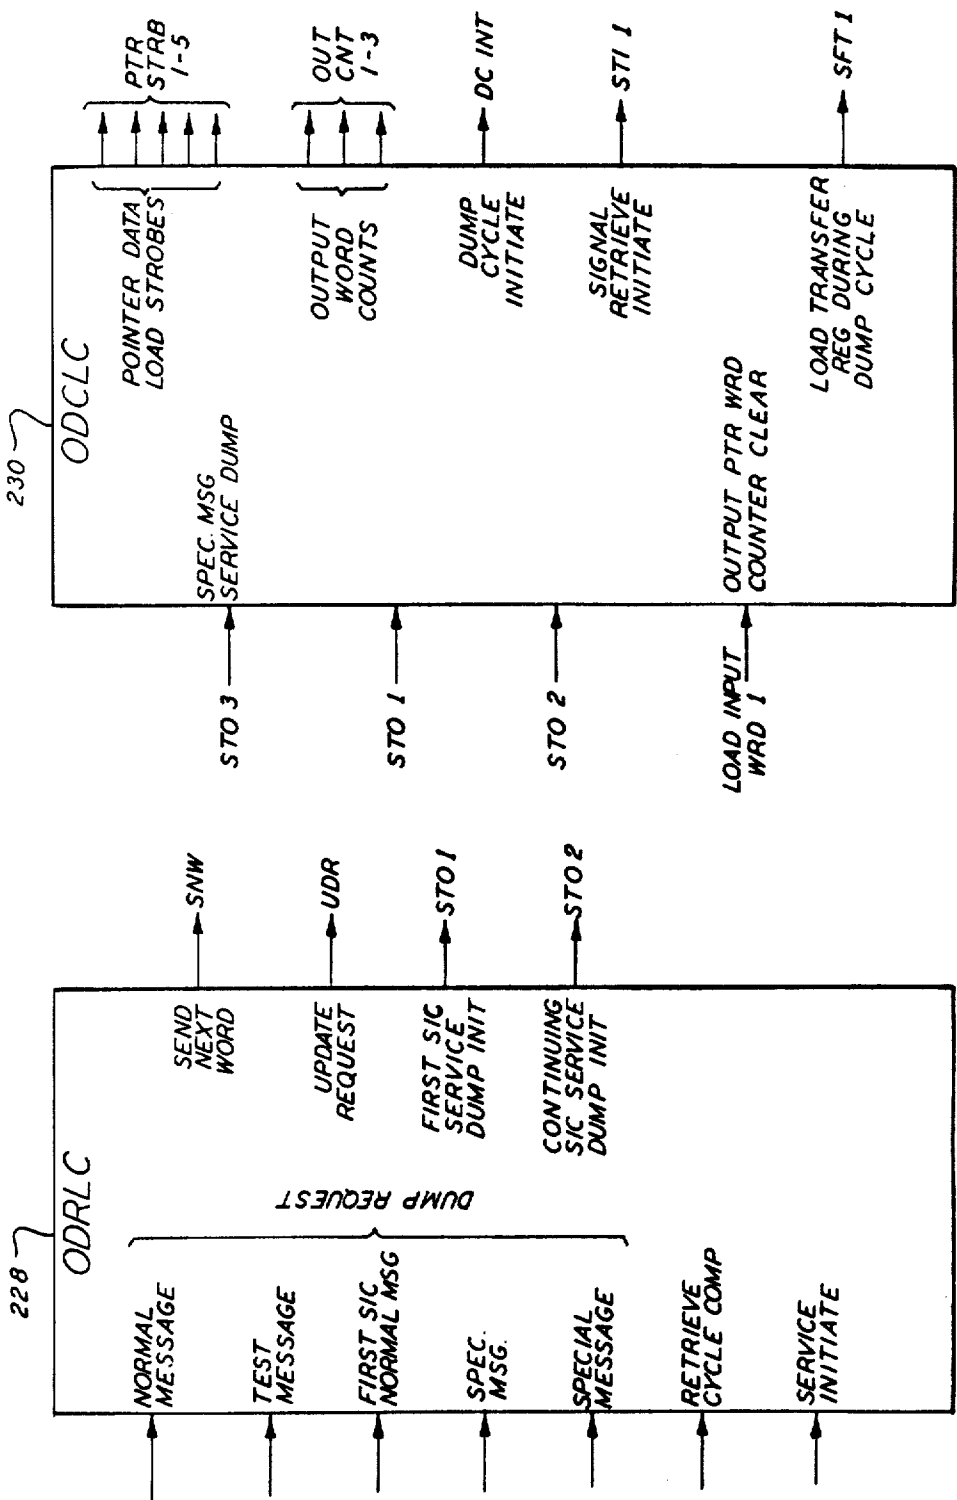 228
ODRLC
NORMAL
MESSAGE
TEST
MESSAGE
FIRST SIC
NORMAL MSG
SPEC.
MSG.
SPECIAL
MESSAGE
RETRIEVE
CYCLE COMP
SERVICE
INITIATE
DUMP REQUEST
SEND
NEXT
WORD
SNW
UPDATE
REQUEST
UDR
FIRST SIC
SERVICE
DUMP INIT
STO 1
CONTINUING
SIC SERVICE
DUMP INIT
STO 2
230
ODCLC
STO 3
SPEC. MSG
SERVICE DUMP
STO 1
STO 2
LOAD INPUT
WRD 1
OUTPUT PTR WRD
COUNTER CLEAR
POINTER DATA
LOAD STROBES
PTR
STRB
1-5
OUTPUT
WORD
COUNTS
OUT
CNT
1-3
DUMP
CYCLE
INITIATE
DC INT
SIGNAL
RETRIEVE
INITIATE
STI 1
LOAD TRANSFER
REG DURING
DUMP CYCLE
SFT 1